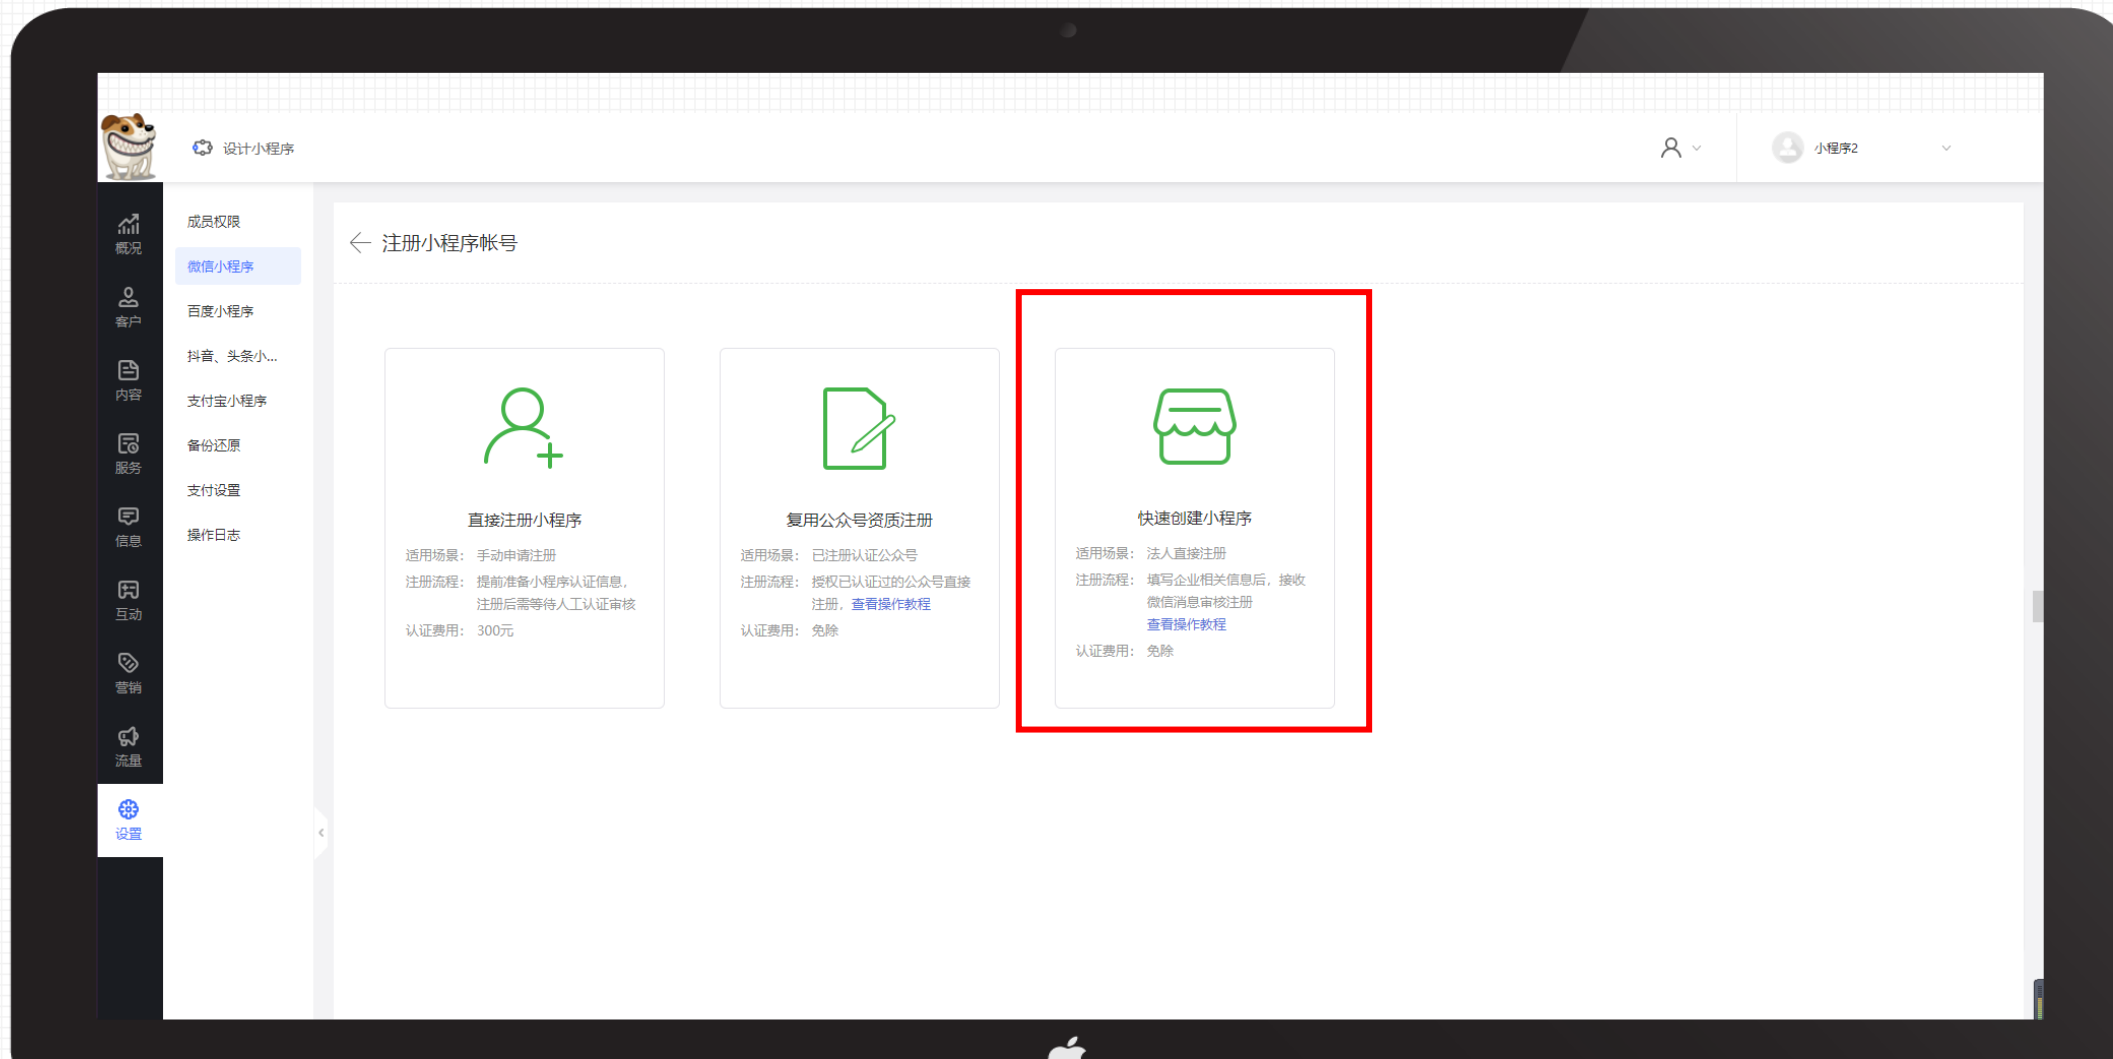 设计小程序
小程序2
概况
客户
内容
服务
信息
互动
营销
流量
设置
成员权限
微信小程序
百度小程序
抖音、头条小...
支付宝小程序
备份还原
支付设置
操作日志
注册小程序帐号
直接注册小程序
适用场景： 手动申请注册
注册流程： 提前准备小程序认证信息，
注册后需等待人工认证审核
认证费用： 300元
复用公众号资质注册
适用场景： 已注册认证公众号
注册流程： 授权已认证过的公众号直接
注册，查看操作教程
认证费用： 免除
快速创建小程序
适用场景： 法人直接注册
注册流程： 填写企业相关信息后，接收
微信消息审核注册
查看操作教程
认证费用： 免除